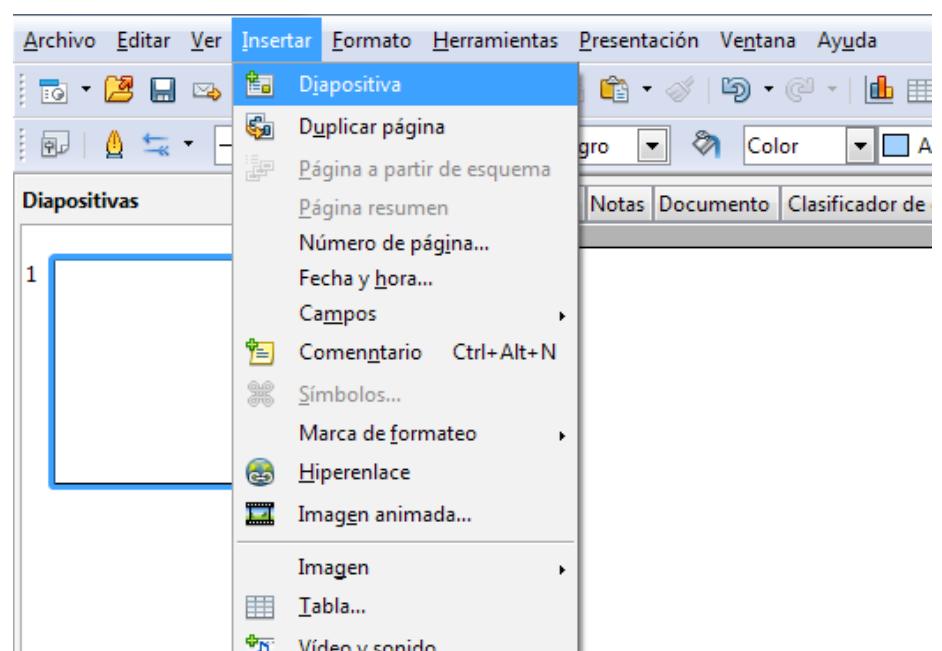 Archivo Editar Ver Insertar Formato Herramientas Presentación Ventana Ayuda
Diapositiva
Duplicar página
gro Color A
Página a partir de esquema
Diapositivas
Página resumen
Notas Documento Clasificador de
Número de página...
1
Fecha y hora...
Campos
Comenntario Ctrl+Alt+N
Símbolos...
Marca de formateo
Hiperenlace
Imagen animada...
Imagen
Tabla...
Vídeo y sonido